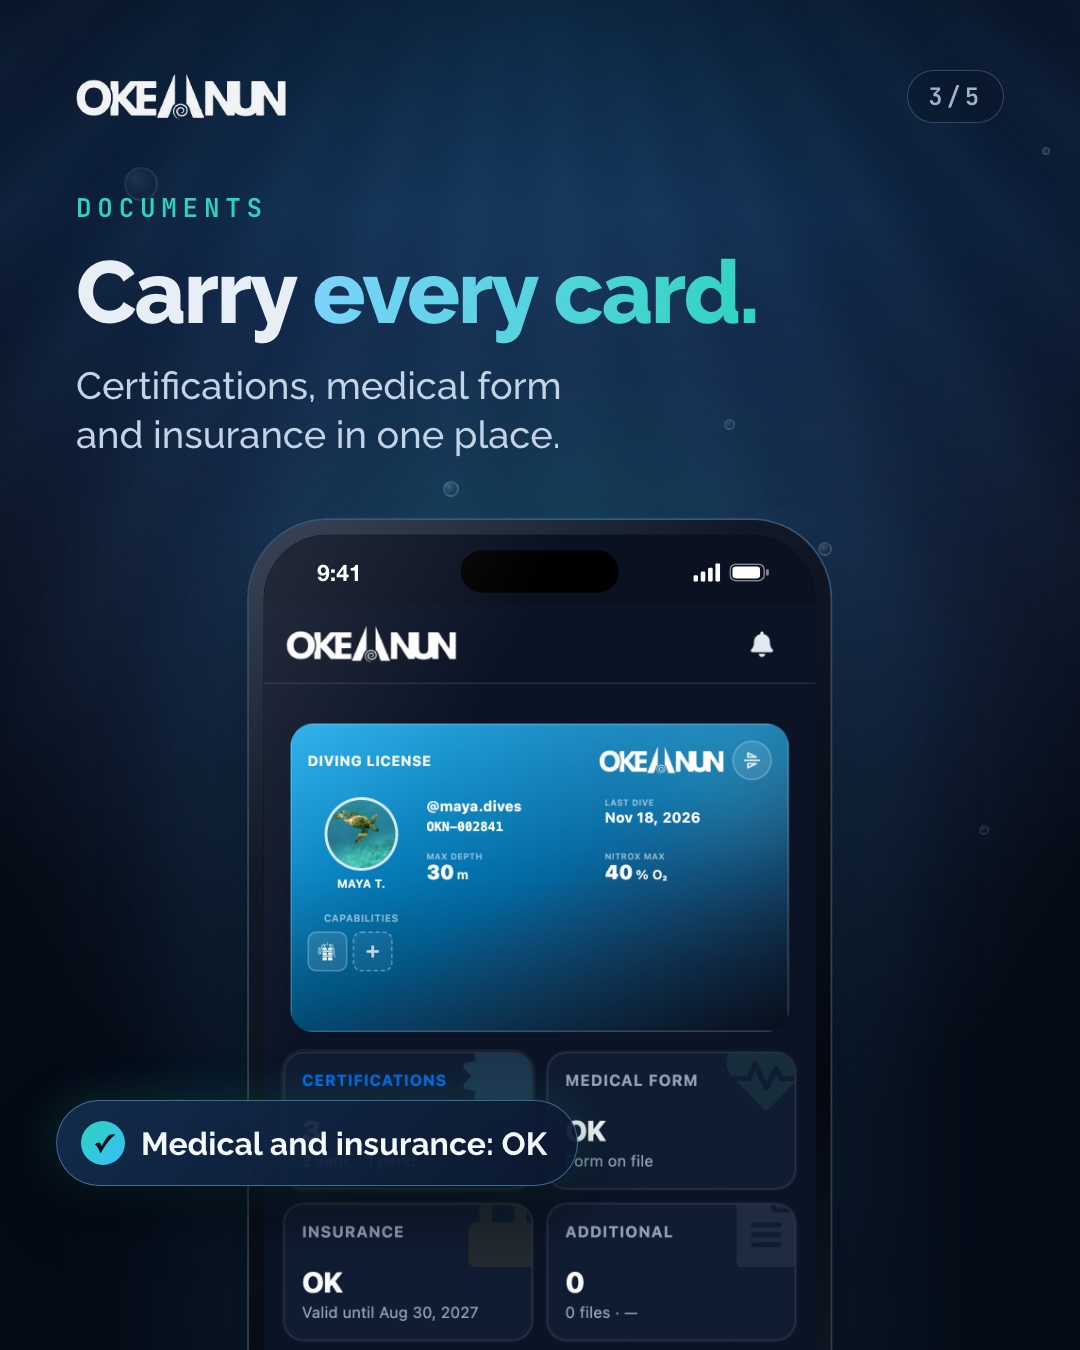 OKEANUN
3/5
DOCUMENTS
Carry every card.
Certifications, medical form
and insurance in one place.
9:41
OKEANUN
DIVING LICENSE
OKEANUN
@maya.dives
OKN-002841
LAST DIVE
Nov 18, 2026
MAX DEPTH
30 m
NITROX MAX
40 % O₂
MAYA T.
CAPABILITIES
+
CERTIFICATIONS
3
MEDICAL FORM
OK
orm on file
Medical and insurance: OK
INSURANCE
OK
Valid until Aug 30, 2027
ADDITIONAL
0
0 files · —